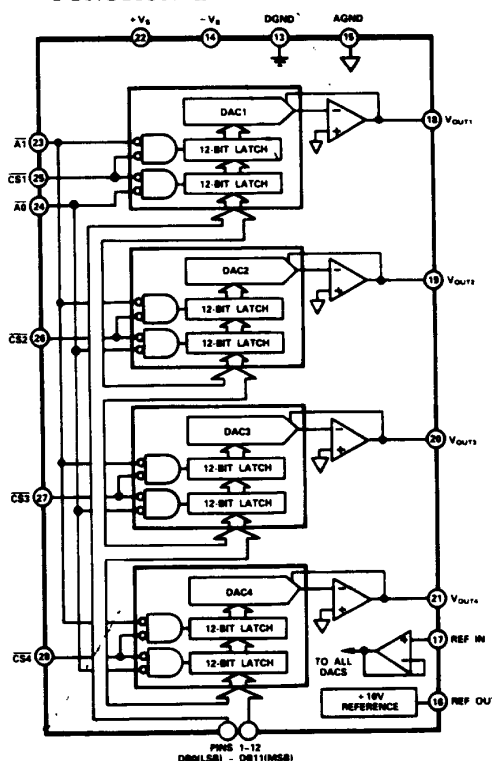 +Vs -Vs DGND AGND
22 14 13 15
DAC1
A1 23 12-BIT LATCH 18 VOUT1
CS1 25
A0 24 12-BIT LATCH
DAC2 19 VOUT2
12-BIT LATCH
CS2 26
12-BIT LATCH
DAC3 20 VOUT3
12-BIT LATCH
CS3 27
12-BIT LATCH
DAC4 21 VOUT4
12-BIT LATCH
17 REF IN
CS4 28
12-BIT LATCH
TO ALL
DACS
+10V
REFERENCE
16 REF OUT
PINS 1-12
DB0(LSB) - DB11(MSB)